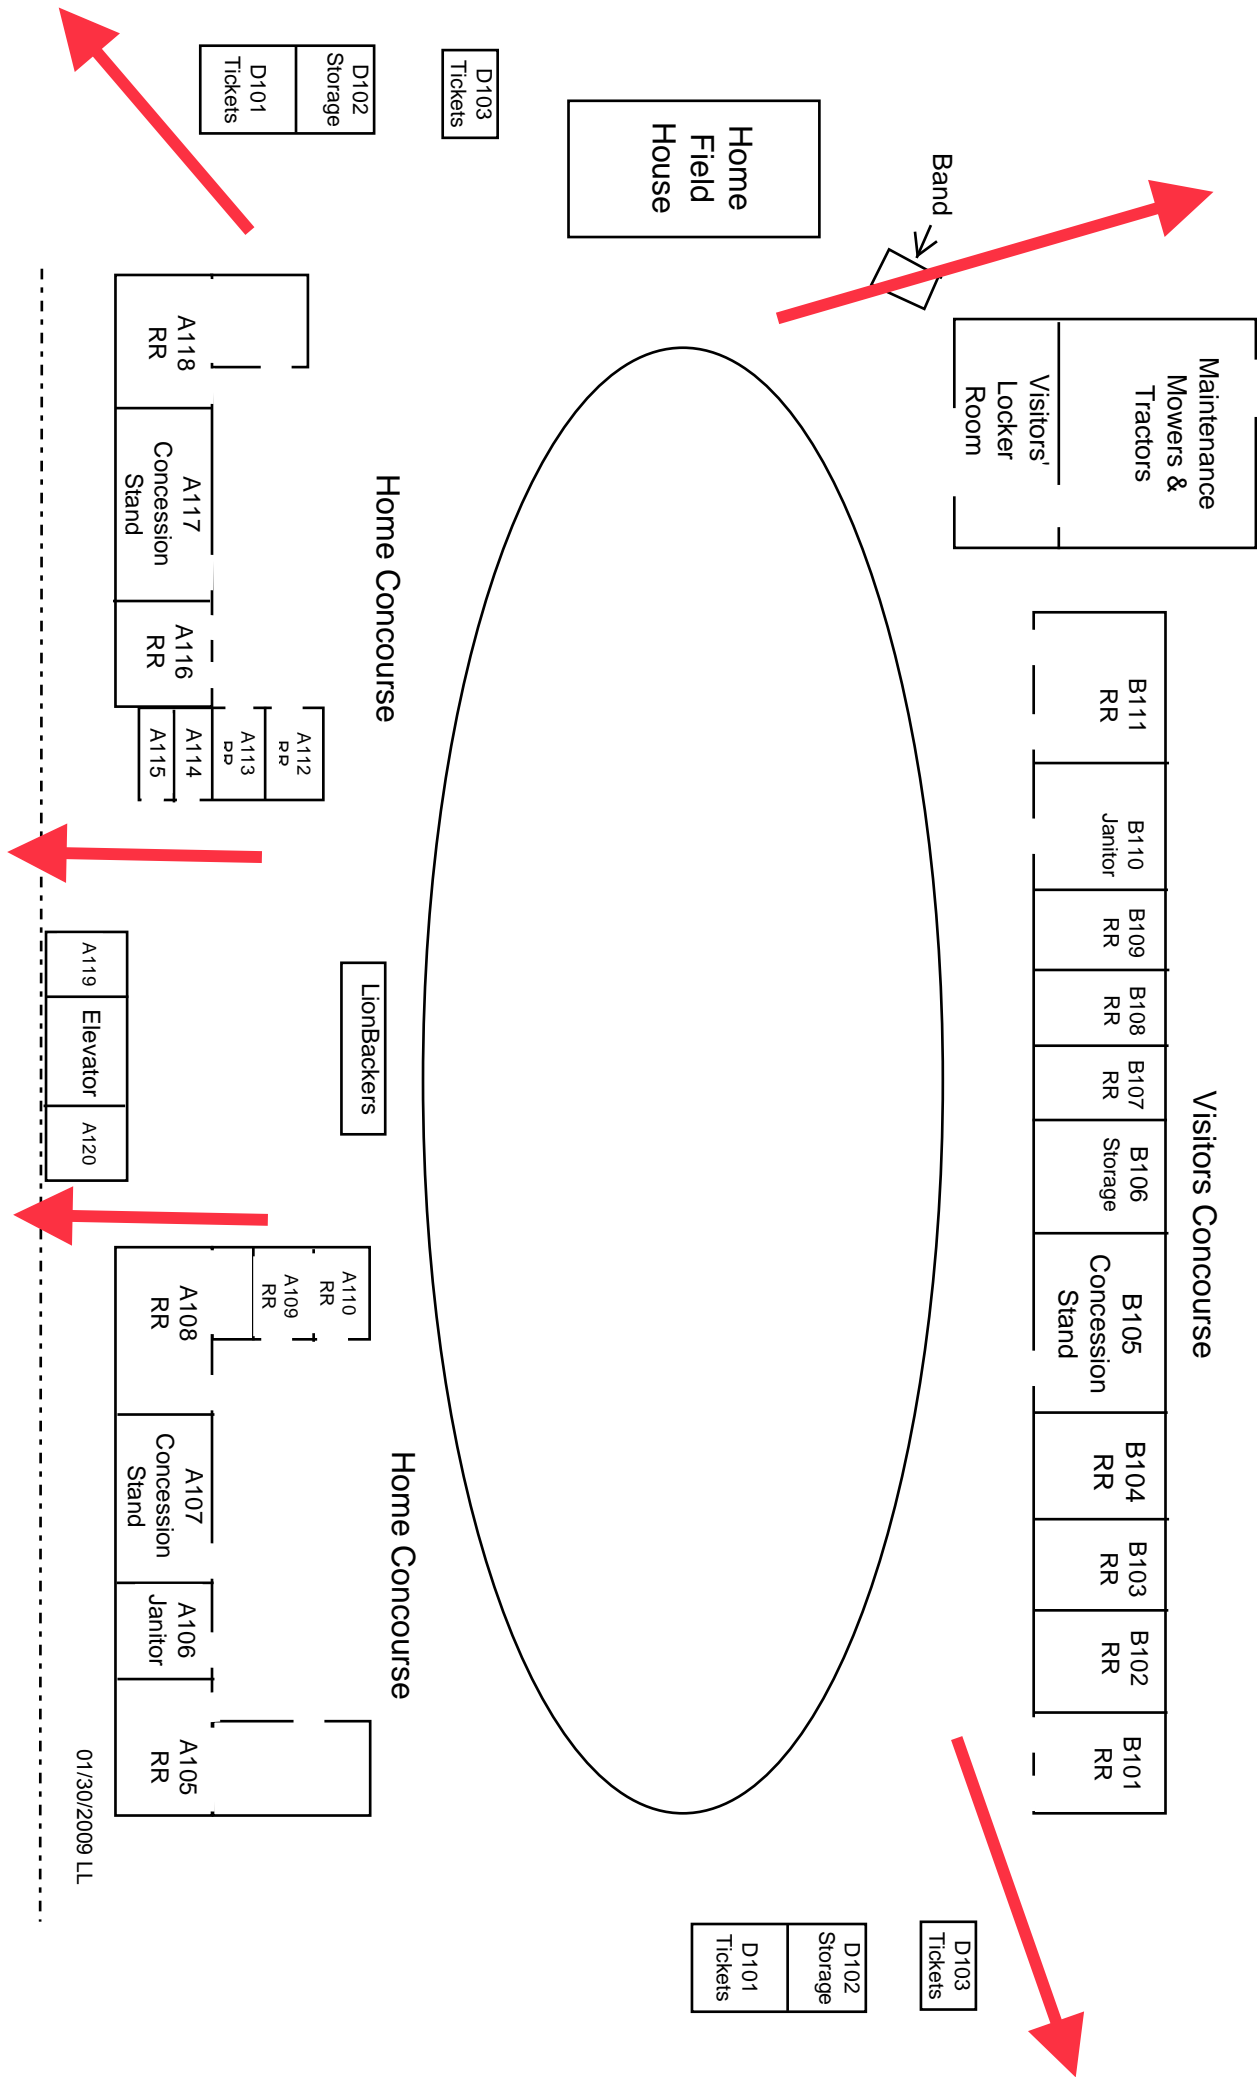 Visitors Concourse
Maintenance
Mowers &
Tractors
Visitors'
Locker
Room
B111
RR
B110
Janitor
B109
RR
B108
RR
B107
RR
B106
Storage
B105
Concession
Stand
B104
RR
B103
RR
B102
RR
B101
RR
Band
Home
Field
House
D103
Tickets
D102
Storage
D101
Tickets
D103
Tickets
D102
Storage
D101
Tickets
Home Concourse
LionBackers
Home Concourse
A118
RR
A117
Concession
Stand
A116
RR
A112
RR
A113
RR
A114
A115
A119
Elevator
A120
A110
RR
A109
RR
A108
RR
A107
Concession
Stand
A106
Janitor
A105
RR
01/30/2009 LL